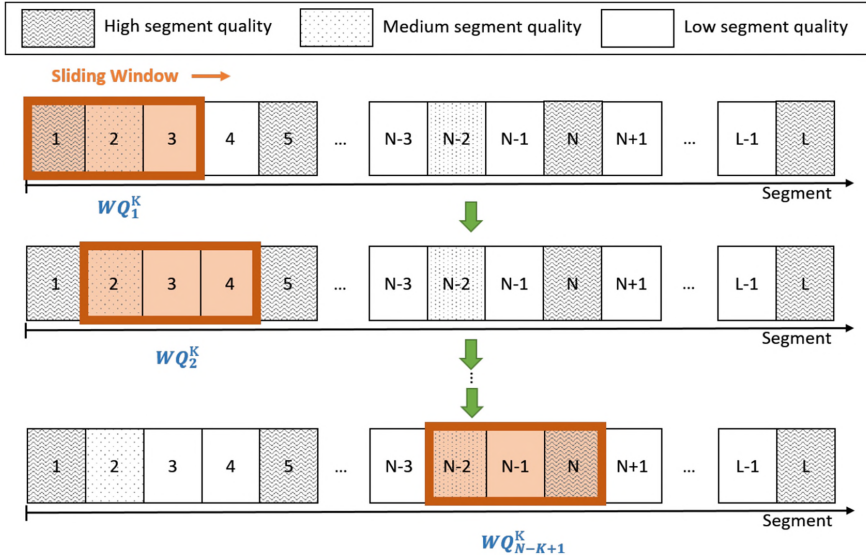 High segment quality Medium segment quality Low segment quality
Sliding Window
1 2 3 4 5 ... N-3 N-2 N-1 N N+1 ... L-1 L
Segment
WQ₁ᴷ
1 2 3 4 5 ... N-3 N-2 N-1 N N+1 ... L-1 L
Segment
WQ₂ᴷ
1 2 3 4 5 ... N-3 N-2 N-1 N N+1 ... L-1 L
Segment
WQ_{N-K+1}^K